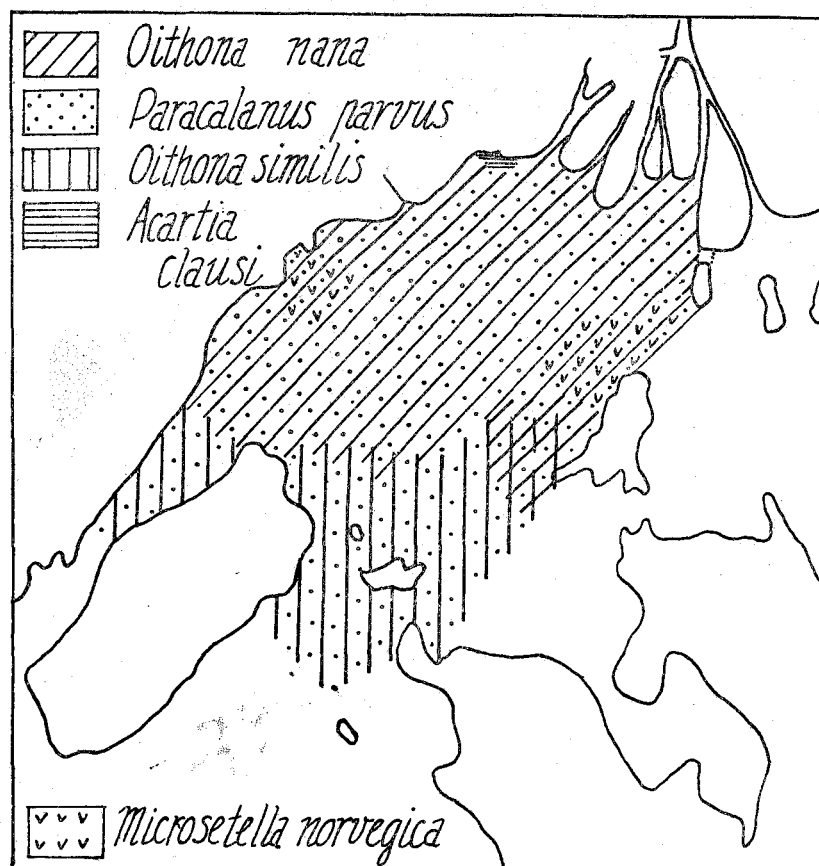 Oithona nana
Paracalanus parvus
Oithona similis
Acartia
clausi
Microsetella norvegica